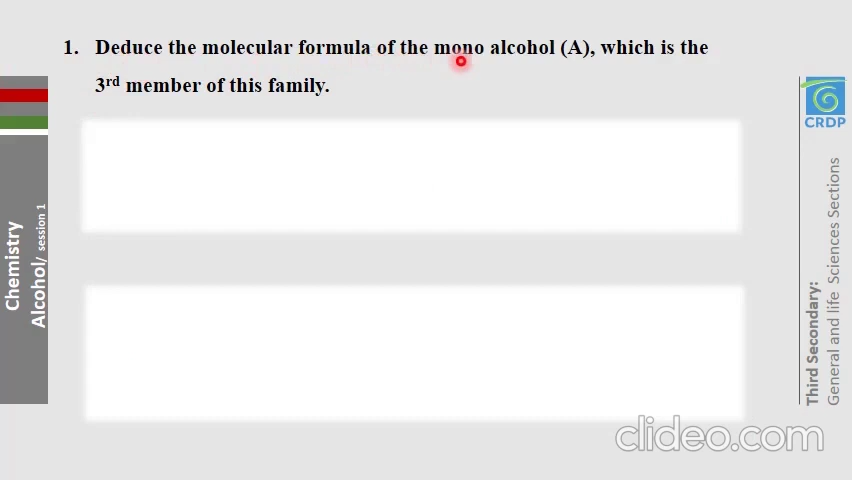 1. Deduce the molecular formula of the mono alcohol (A), which is the
3rd member of this family.
CRDP
Chemistry
Alcohol/ session 1
Third Secondary:
General and life Sciences Sections
clideo.com